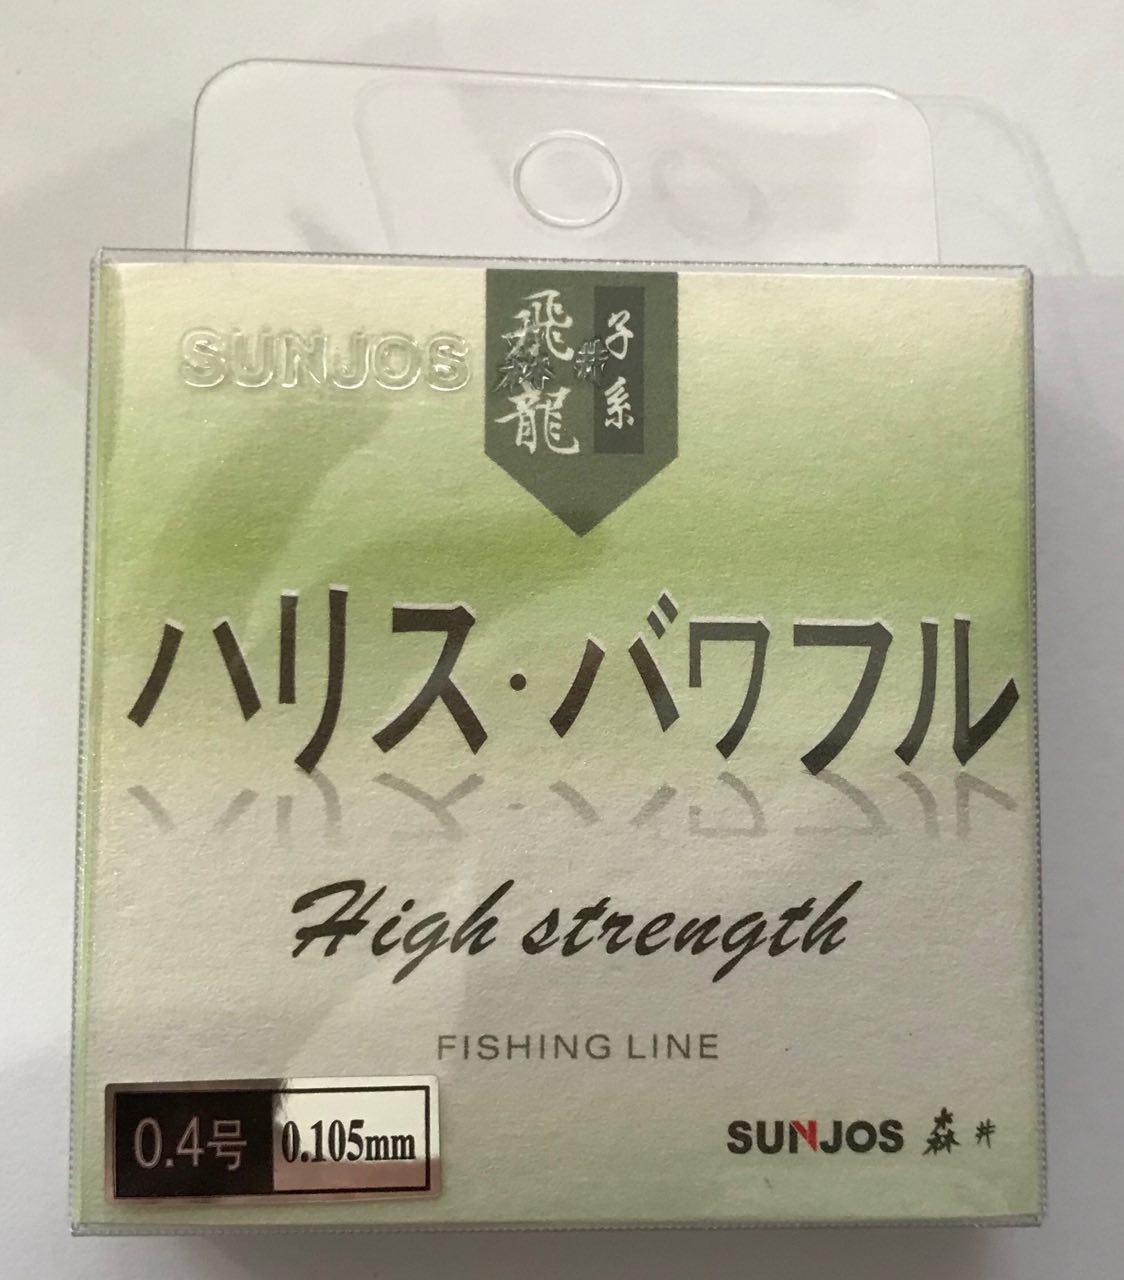 SUNJOS
飛龍
子系
森井
ハリス・バワフル
High strength
FISHING LINE
0.4号 0.105mm
SUNJOS 森井